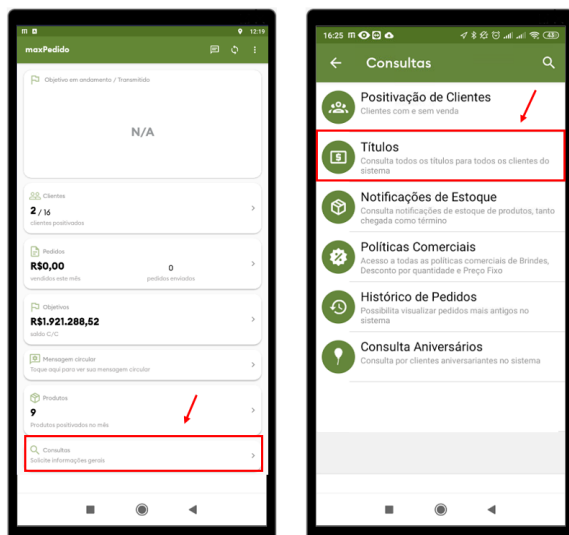 12:19
maxPedido
Objetivo em andamento / Transmitido
N/A
Clientes
2 / 16
clientes positivados
Pedidos
R$0,00
0
vendidos este mês
pedidos enviados
Objetivos
R$1.921.288,52
saldo C/C
Mensagem circular
Toque aqui para ver sua mensagem circular
Produtos
9
Produtos positivados no mês
Consultas
Solicite informações gerais
16:25
Consultas
Positivação de Clientes
Clientes com e sem venda
Títulos
Consulta todos os títulos para todos os clientes do
sistema
Notificações de Estoque
Consulta notificações de estoque de produtos, tanto
chegada como término
Políticas Comerciais
Acesso a todas as políticas comerciais de Brindes,
Desconto por quantidade e Preço Fixo
Histórico de Pedidos
Possibilita visualizar pedidos mais antigos no
sistema
Consulta Aniversários
Consulta por clientes aniversariantes no sistema